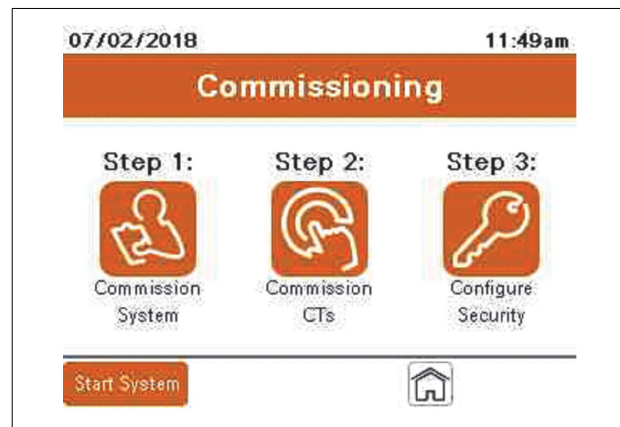 07/02/2018 11:49am
Commissioning
Step 1: Step 2: Step 3:
Commission Commission Configure
System CTs Security
Start System